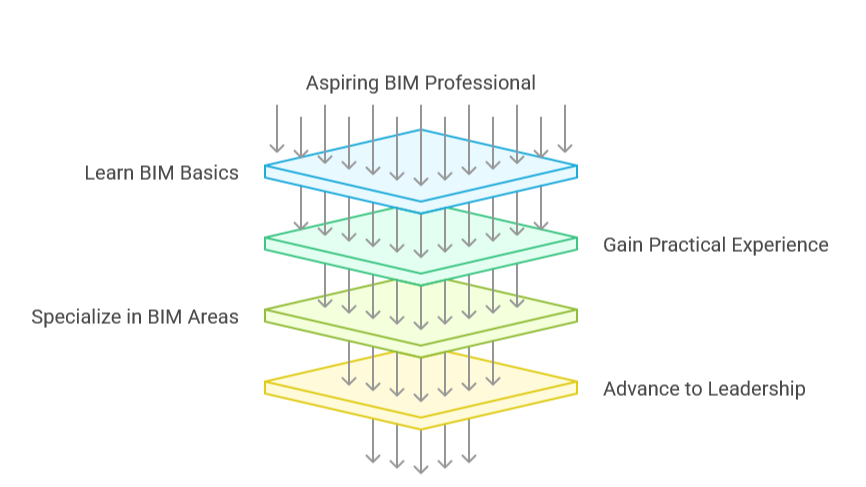 Aspiring BIM Professional
Learn BIM Basics
Gain Practical Experience
Specialize in BIM Areas
Advance to Leadership